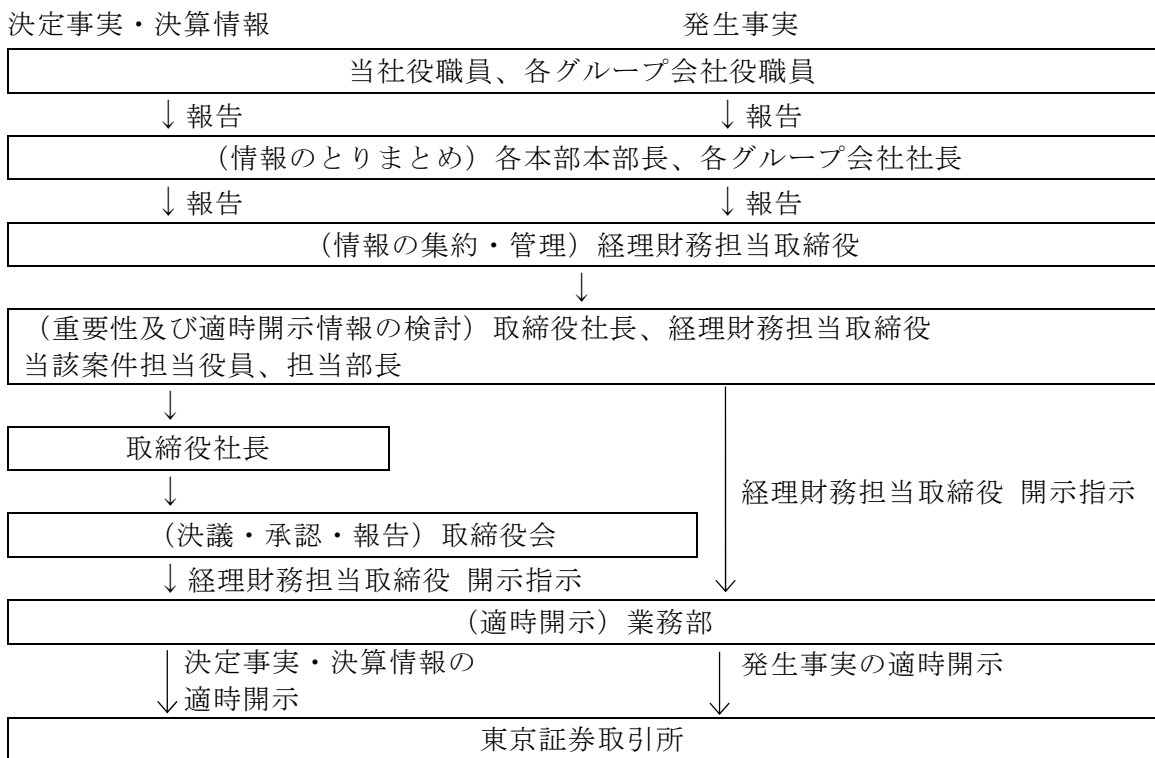 決定事実・決算情報 発生事実
当社役職員、各グループ会社役職員
↓報告 ↓報告
(情報のとりまとめ)各本部本部長、各グループ会社社長
↓報告 ↓報告
(情報の集約・管理)経理財務担当取締役
↓
(重要性及び適時開示情報の検討)取締役社長、経理財務担当取締役
当該案件担当役員、担当部長
↓
取締役社長
↓
経理財務担当取締役 開示指示
(決議・承認・報告)取締役会
↓経理財務担当取締役 開示指示
(適時開示)業務部
決定事実・決算情報の 発生事実の適時開示
適時開示
東京証券取引所